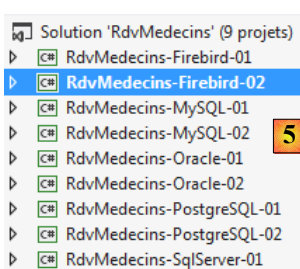 Solution 'RdvMedecins' (9 projets)
C# RdvMedecins-Firebird-01
C# RdvMedecins-Firebird-02
C# RdvMedecins-MySQL-01
C# RdvMedecins-MySQL-02
5
C# RdvMedecins-Oracle-01
C# RdvMedecins-Oracle-02
C# RdvMedecins-PostgreSQL-01
C# RdvMedecins-PostgreSQL-02
C# RdvMedecins-SqlServer-01